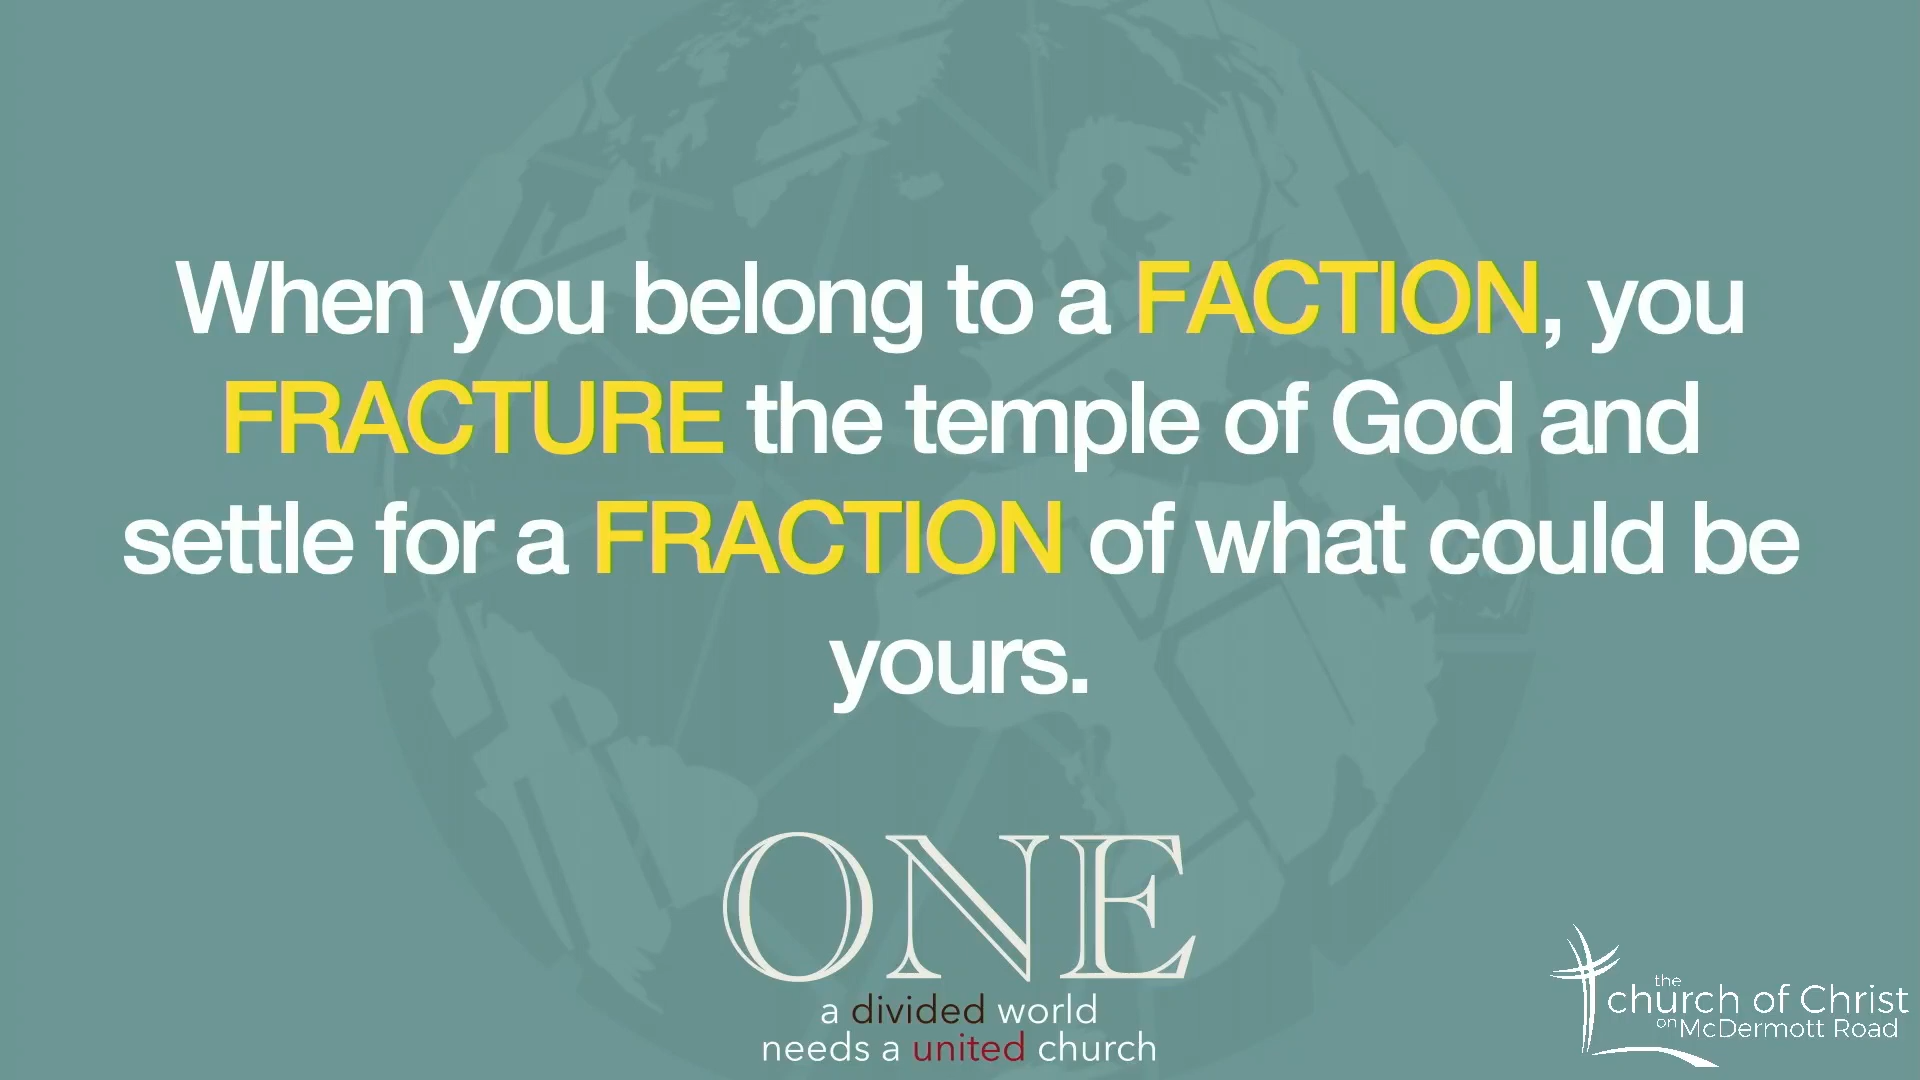 When you belong to a FACTION, you
FRACTURE the temple of God and
settle for a FRACTION of what could be
yours.
ONE
a divided world
needs a united church
the
church of Christ
on McDermott Road